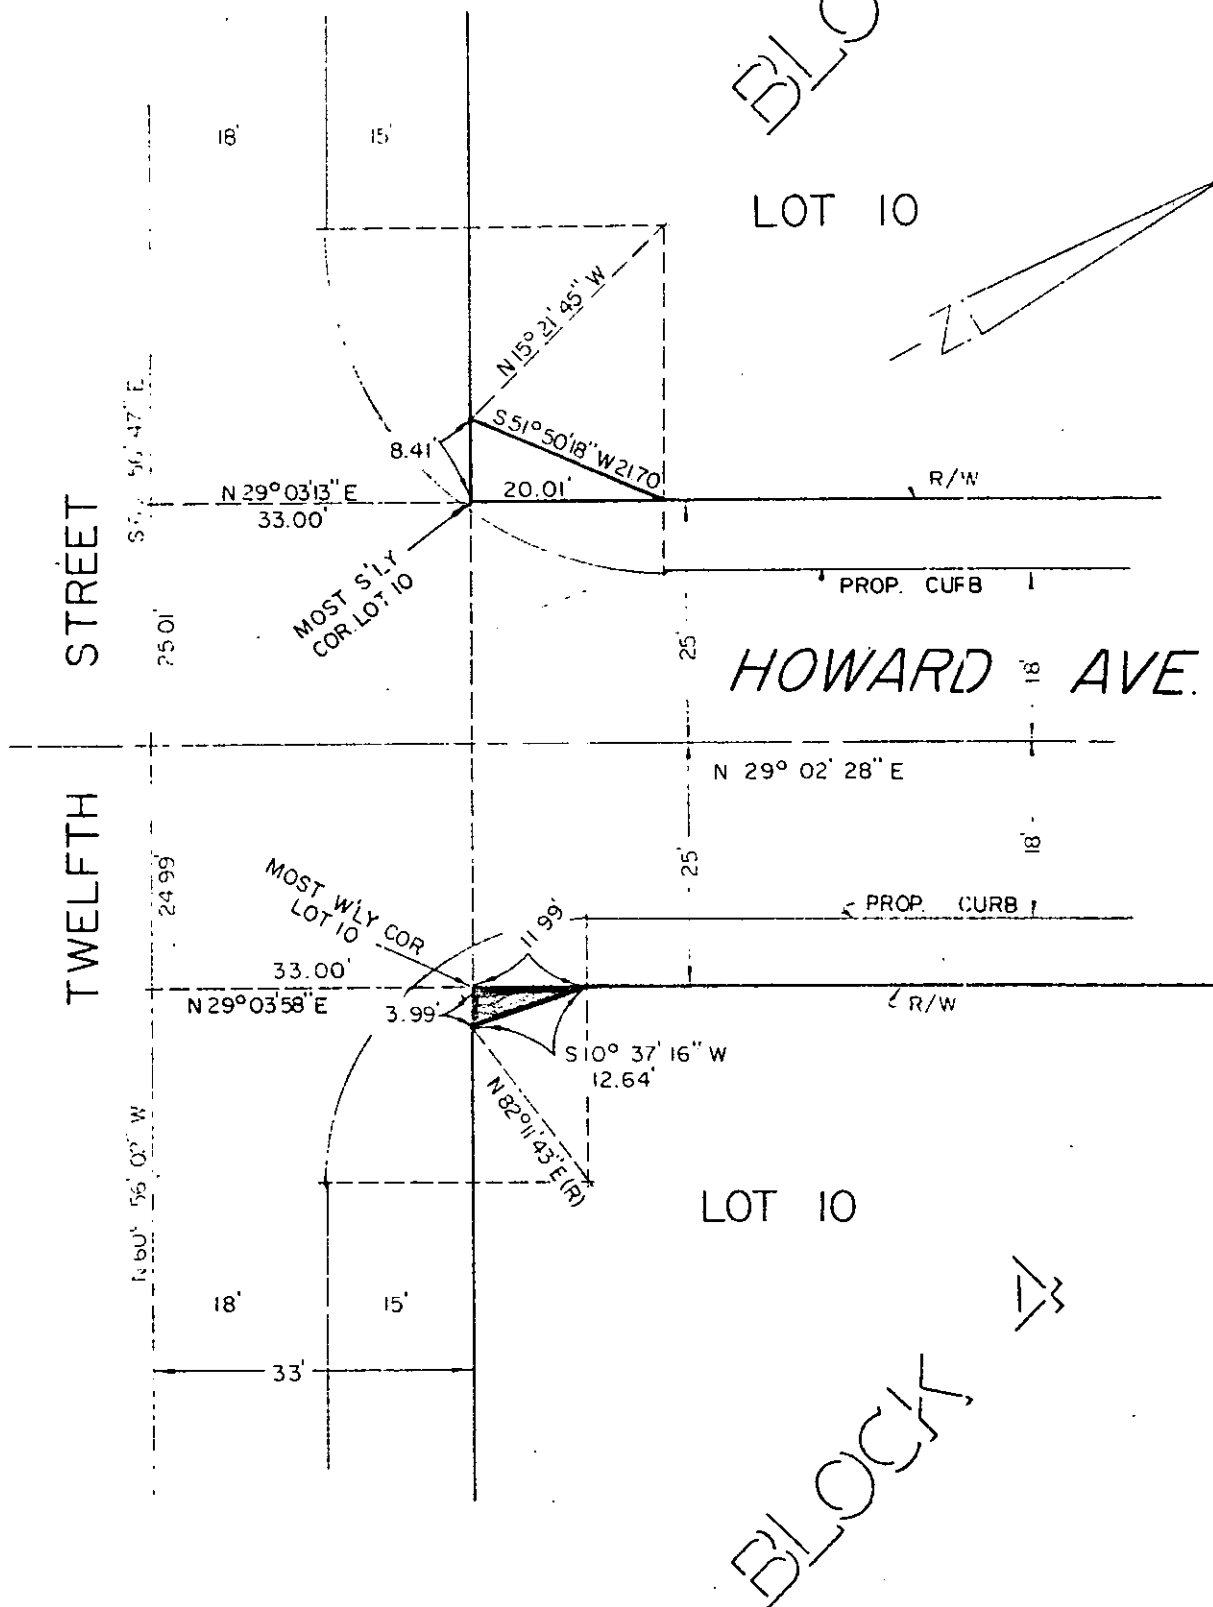 BLO
18'
15'
LOT 10
N
N 15° 21' 45" W
S 51° 50' 18" W 21.70'
8.41'
20.01'
R/W
N 29° 03' 13" E
33.00'
MOST S'LY
COR. LOT 10
PROP. CURB
STREET
25.01'
25'
HOWARD AVE.
18'
N 29° 02' 28" E
TWELFTH
24.99'
25'
18'
MOST W'LY COR
LOT 10
11.99'
PROP. CURB
33.00'
N 29° 03' 58" E
3.99'
R/W
S 10° 37' 16" W
12.64'
N 82° 11' 43" E (R)
N 60° 56' 02" W
LOT 10
18'
15'
33'
BLOCK